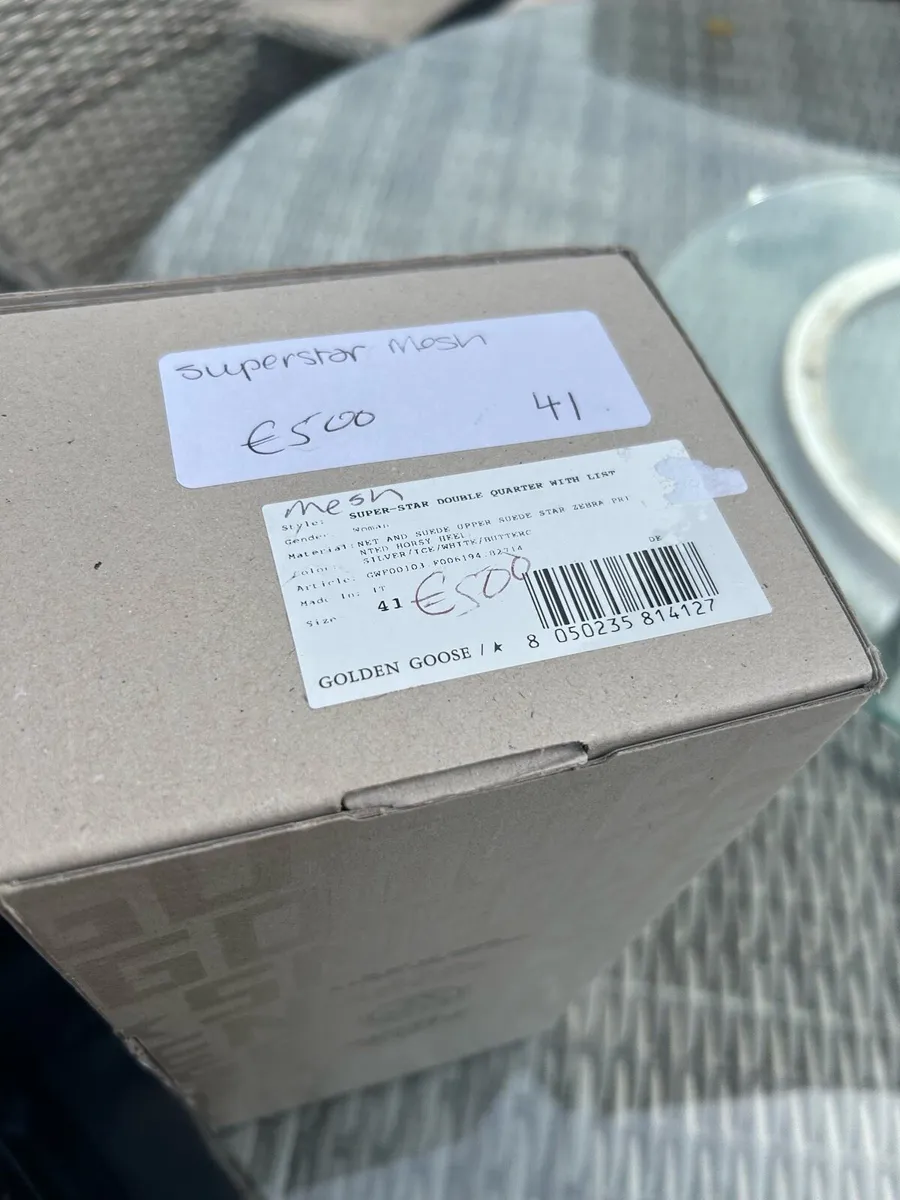 Superstar Mesh
€500 41
Mesh
Style: SUPER-STAR DOUBLE QUARTER WITH LIST
Gender: Woman
Material: NET AND SUEDE UPPER SUEDE STAR ZEBRA PRI
NTED HORSY HEEL
Colour: SILVER/ICE/WHITE/BUTTERC
Article: GWF00103.F006194.82714
Made In: IT
DE
Size 41 €500
8 050235 814127
GOLDEN GOOSE / ★